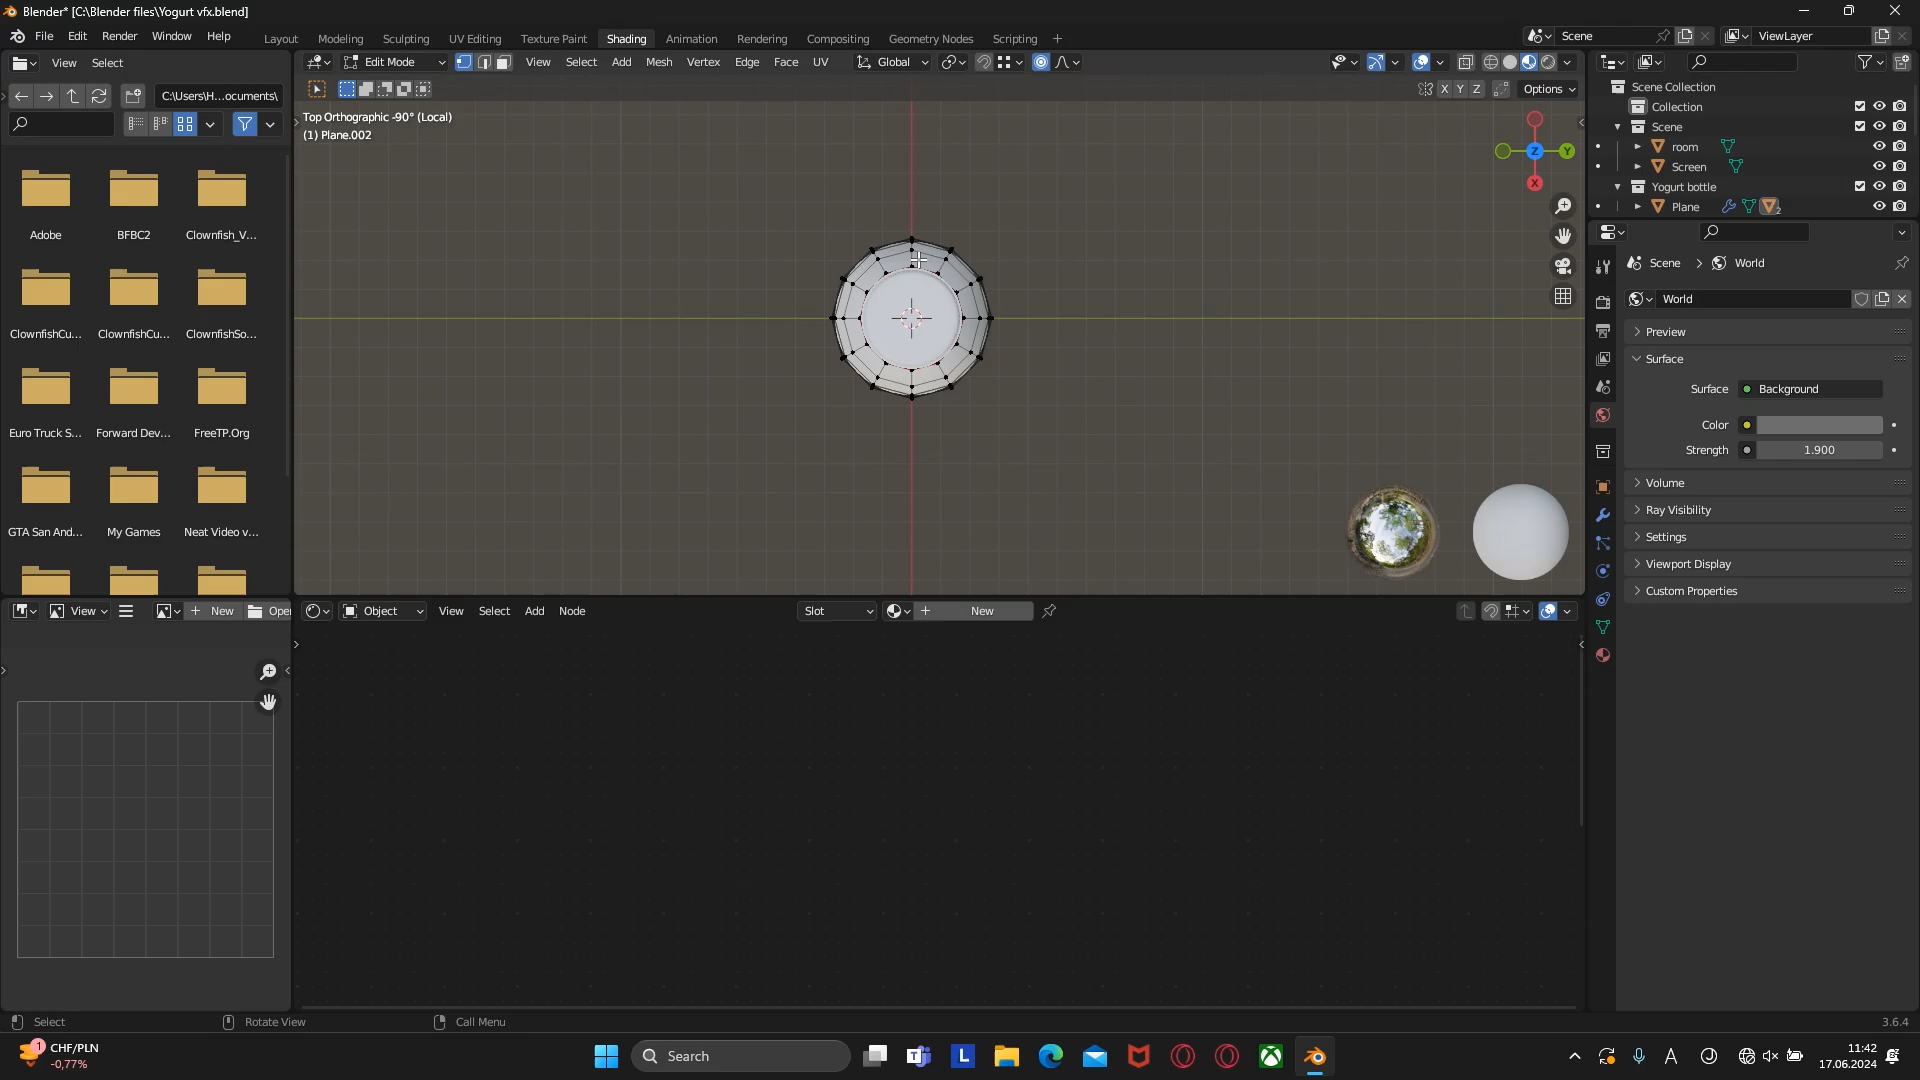 Blender* [C:\Blender files\Yogurt vfx.blend]
File Edit Render Window Help
Layout Modeling Sculpting UV Editing Texture Paint Shading Animation Rendering Compositing Geometry Nodes Scripting +
Scene
ViewLayer
View Select
Edit Mode
View Select Add Mesh Vertex Edge Face UV
Global
C:\Users\H...ocuments\
X Y Z
Options
Top Orthographic -90° (Local)
(1) Plane.002
Z Y
X
Scene Collection
Collection
Scene
room
Screen
Yogurt bottle
Plane
2
Adobe BFBC2 Clownfish_V...
ClownfishCu... ClownfishCu... ClownfishSo...
Euro Truck S... Forward Dev... FreeTP.Org
GTA San And... My Games Neat Video v...
Scene > World
World
Preview
Surface
Surface Background
Color
Strength 1.900
Volume
Ray Visibility
Settings
Viewport Display
Custom Properties
View
+ New
Ope
Object
View Select Add Node
Slot
+ New
Select Rotate View Call Menu
3.6.4
1
CHF/PLN
-0,77%
Search
L
A
11:42
17.06.2024